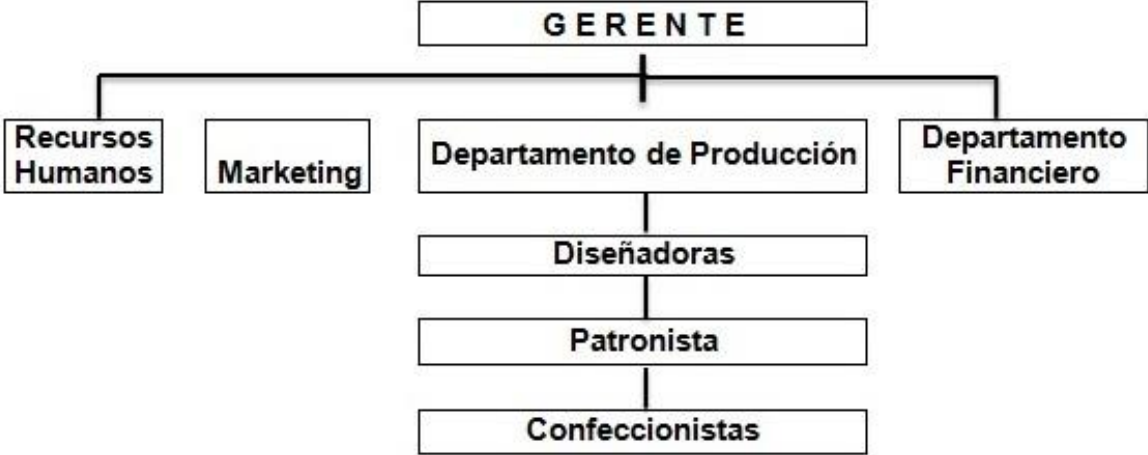 G E R E N T E
Recursos
Humanos
Marketing
Departamento de Producción
Departamento
Financiero
Diseñadoras
Patronista
Confeccionistas